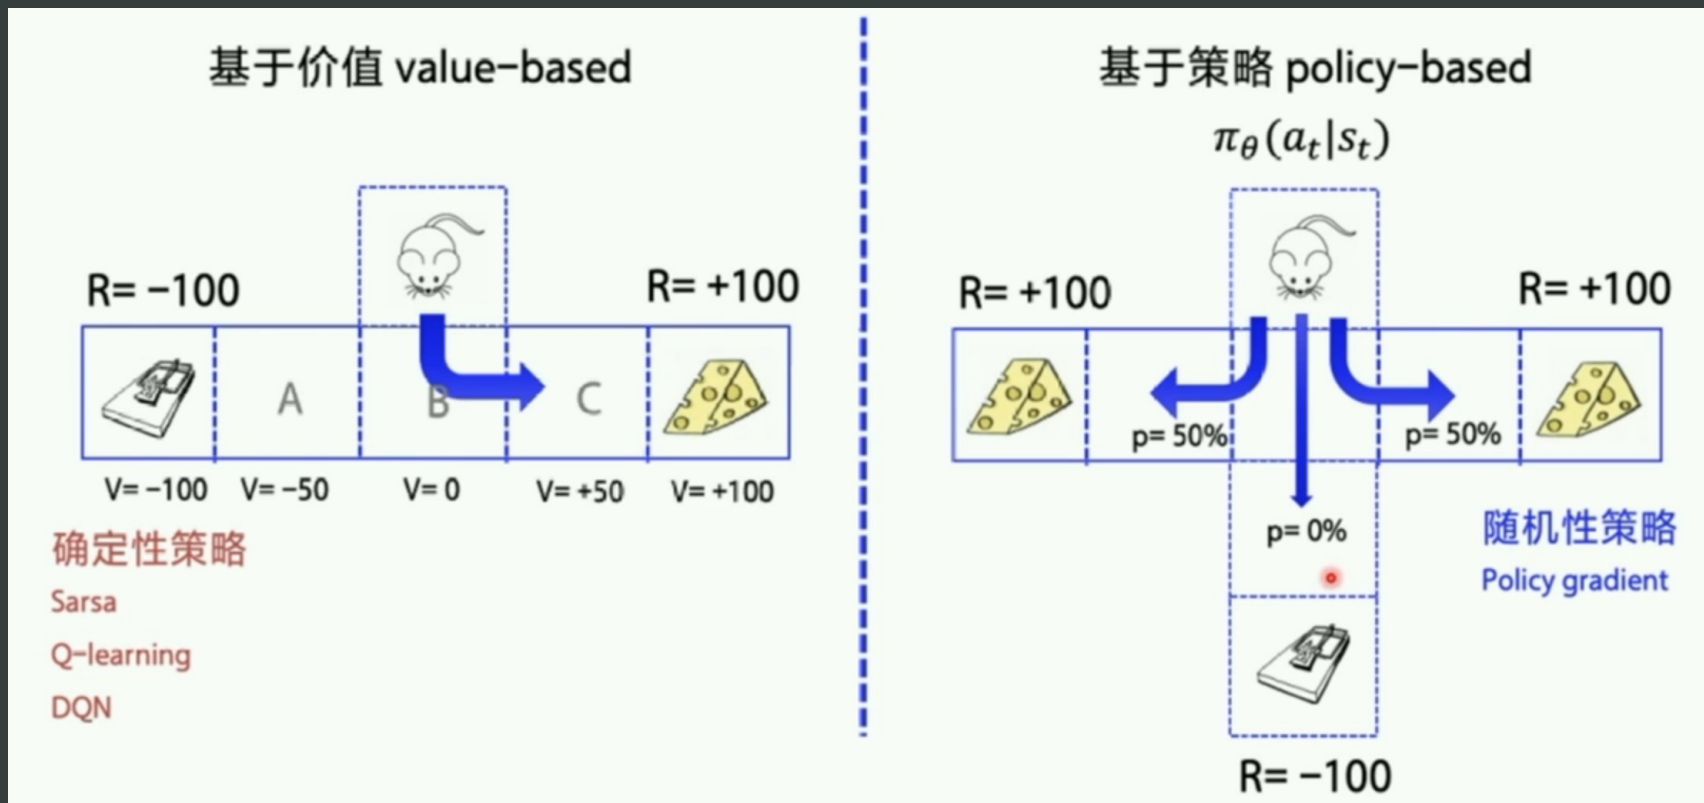 基于价值 value-based
R= -100
R= +100
A
B
C
V= -100
V= -50
V= 0
V= +50
V= +100
确定性策略
Sarsa
Q-learning
DQN
基于策略 policy-based
πθ(at|st)
R= +100
R= +100
p= 50%
p= 50%
p= 0%
随机性策略
Policy gradient
R= -100